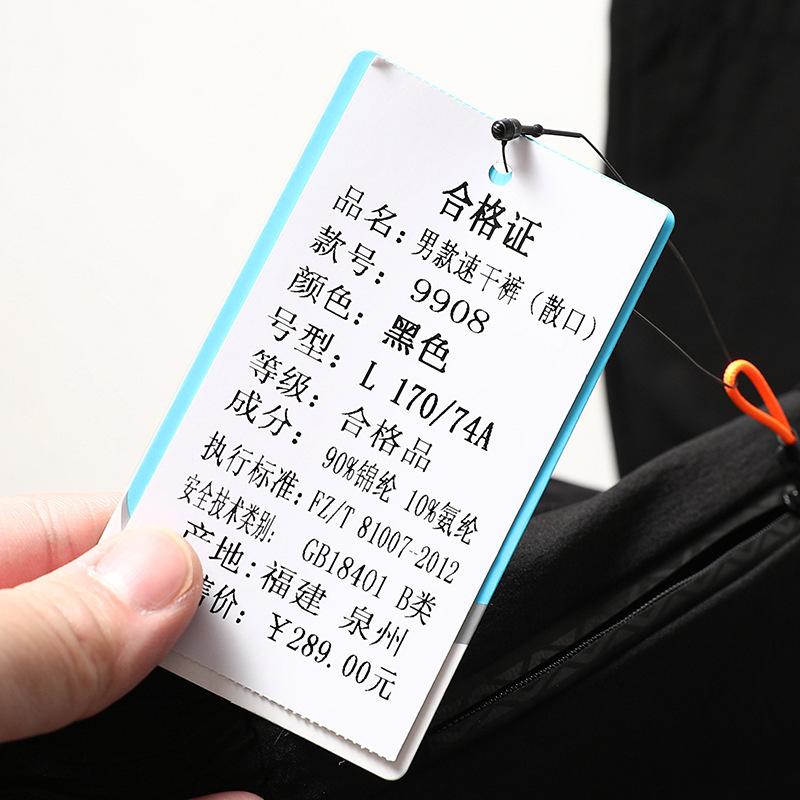 合格证
品名：男款速干裤（散口）
款号：9908
颜色：黑色
号型：L 170/74A
等级：合格品
成分：90%锦纶 10%氨纶
执行标准：FZ/T 81007-2012
安全技术类别：GB18401 B类
产地：福建 泉州
售价：￥289.00元